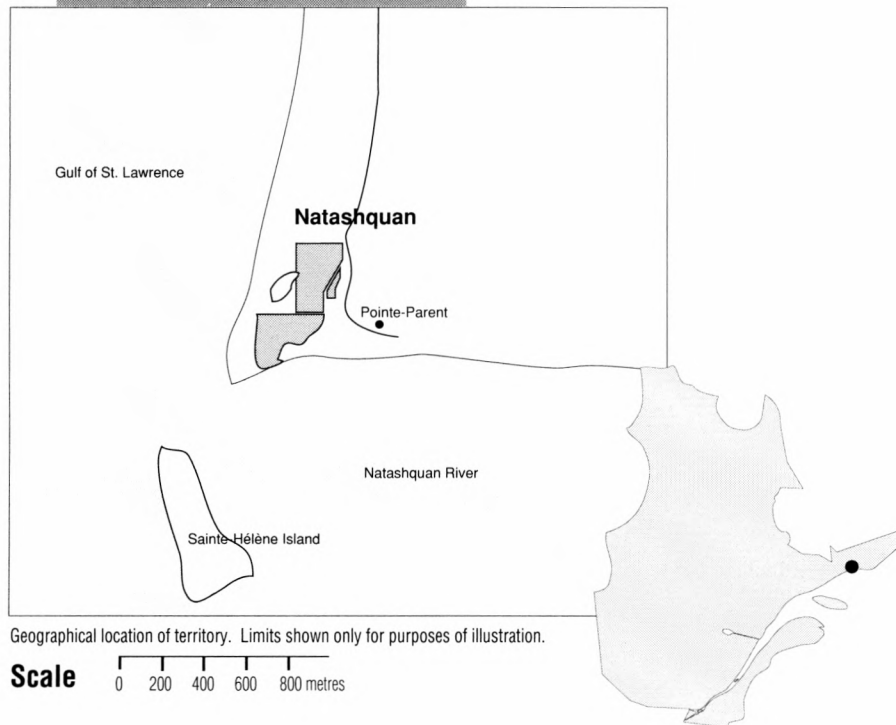 Gulf of St. Lawrence
Natashquan
Pointe-Parent
Natashquan River
Sainte-Hélène Island
Geographical location of territory. Limits shown only for purposes of illustration.
Scale
0 200 400 600 800 metres